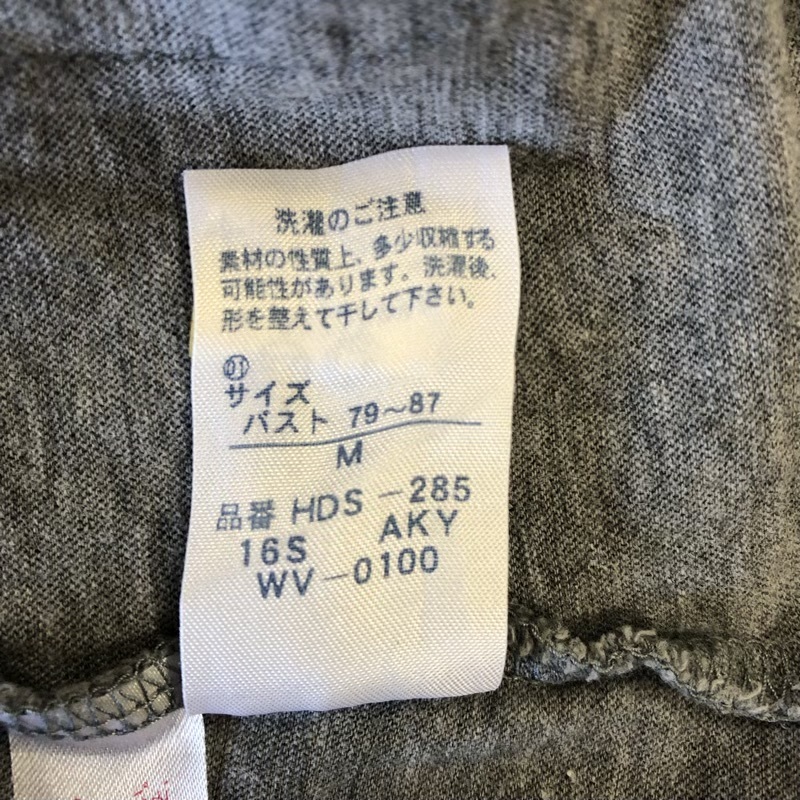 洗濯のご注意
素材の性質上、多少収縮する
可能性があります。洗濯後、
形を整えて干して下さい。
01
サイズ
バスト 79～87
M
品番 HDS-285
16S AKY
WV-0100